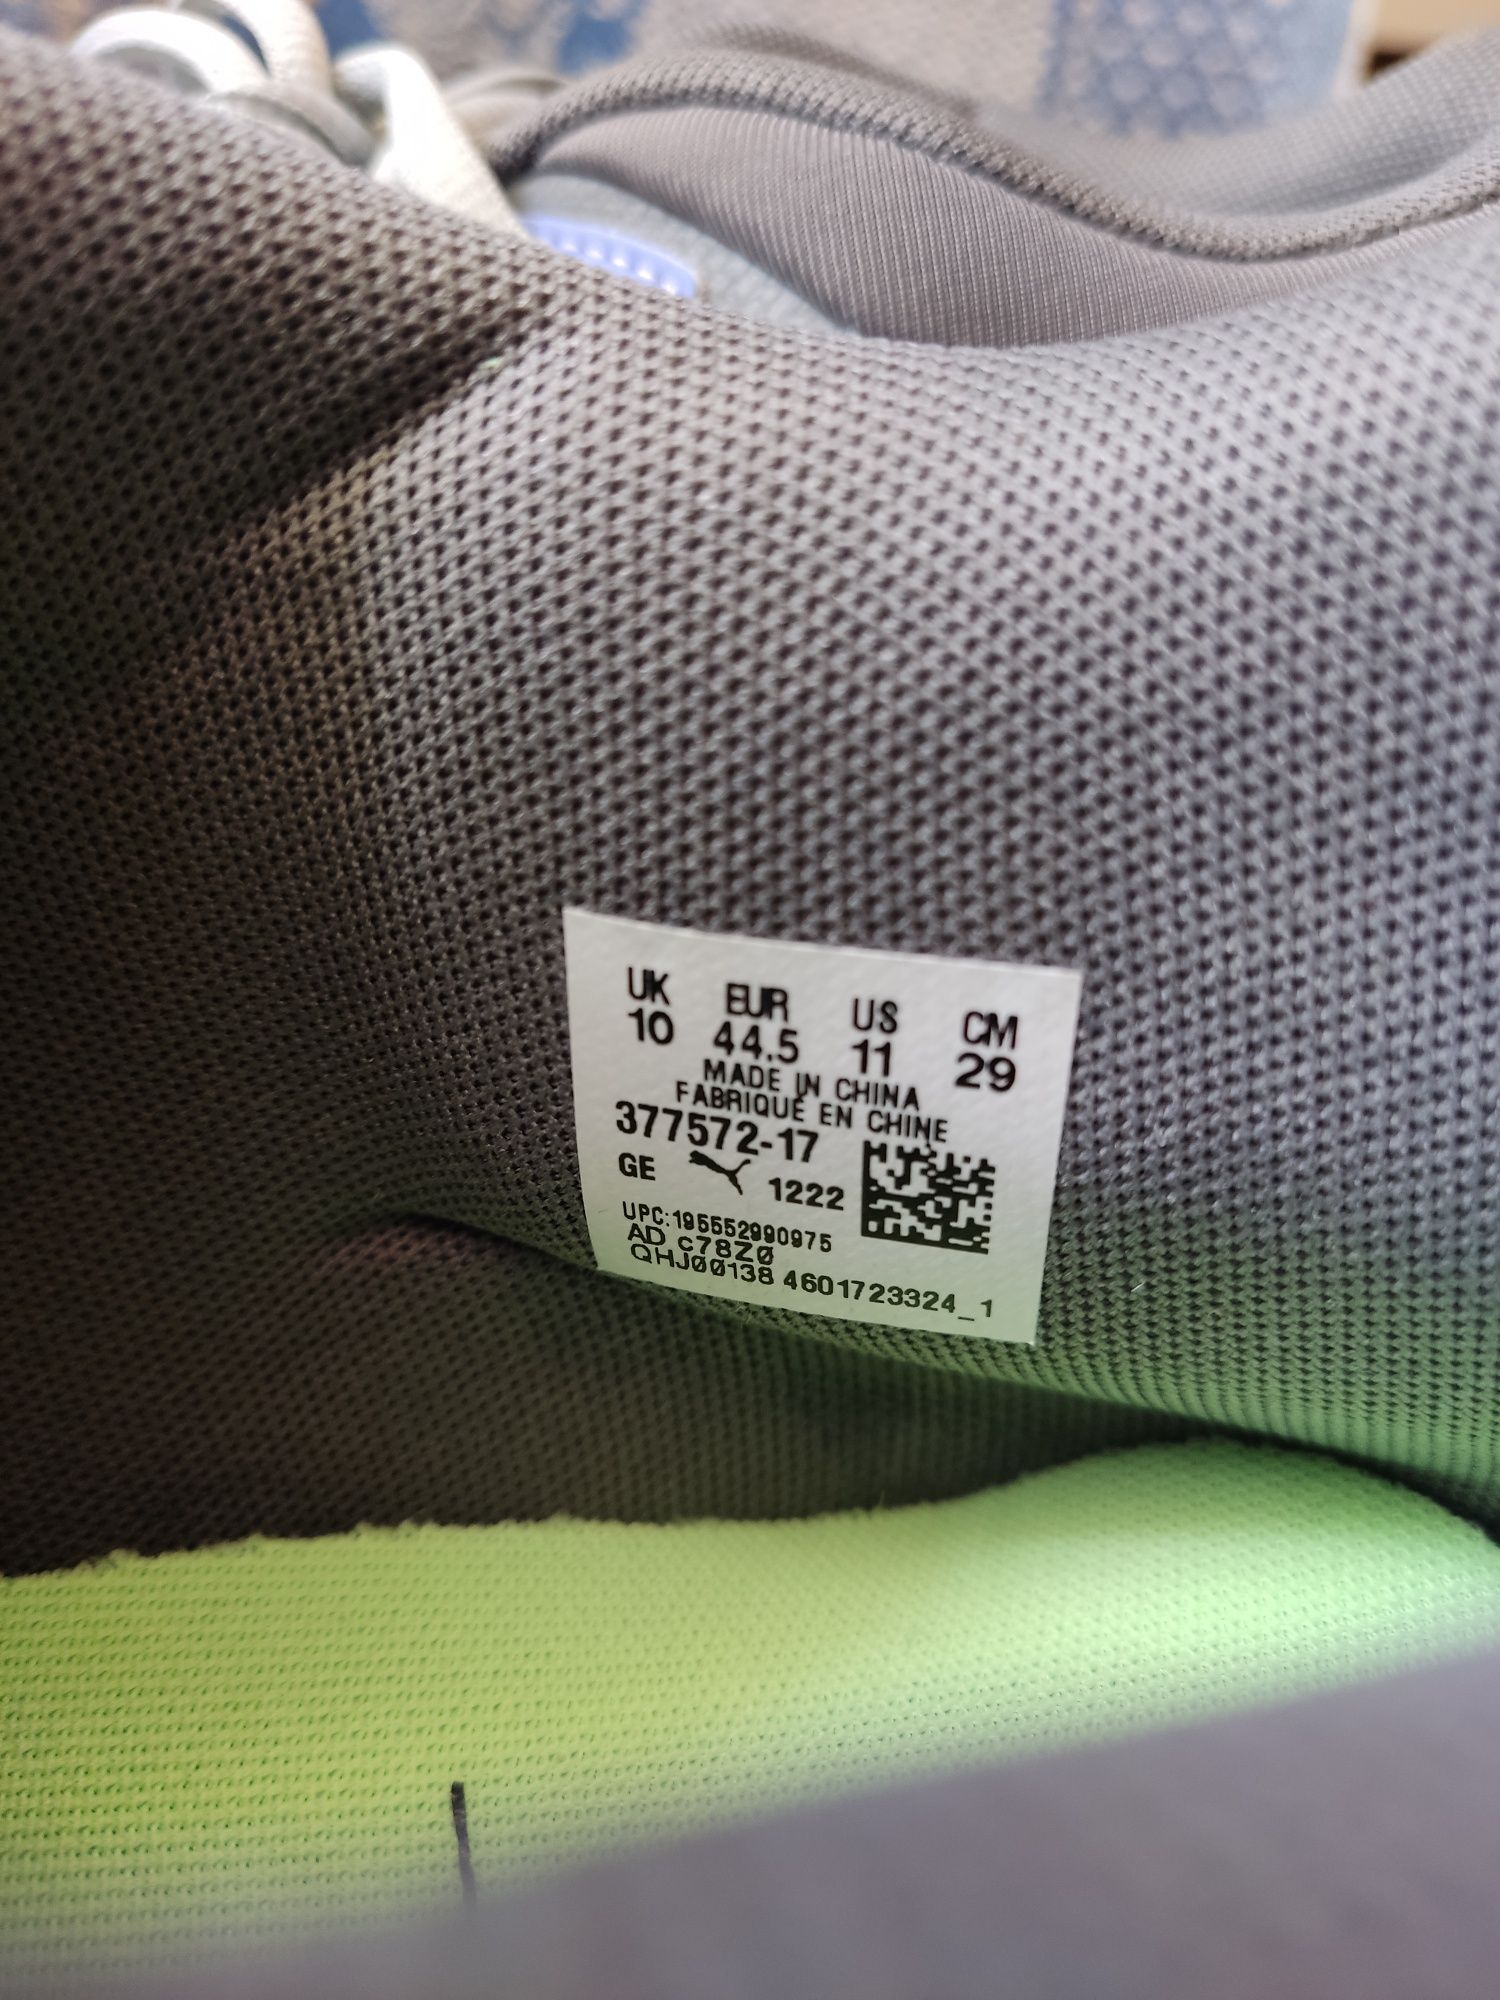 UK EUR US CM
10 44.5 11 29
MADE IN CHINA
FABRIQUÉ EN CHINE
377572-17
GE 1222
UPC:195552990975
AD c78Z0
QHJ00138 4601723324_1